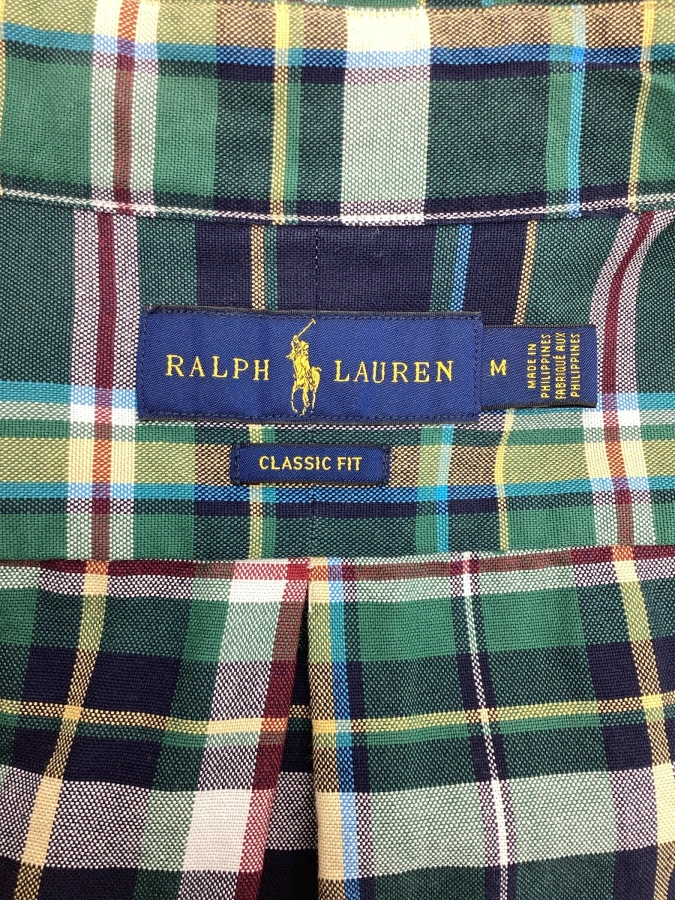 RALPH LAUREN
M
MADE IN
PHILIPPINES
FABRIQUÉ AUX
PHILIPPINES
CLASSIC FIT